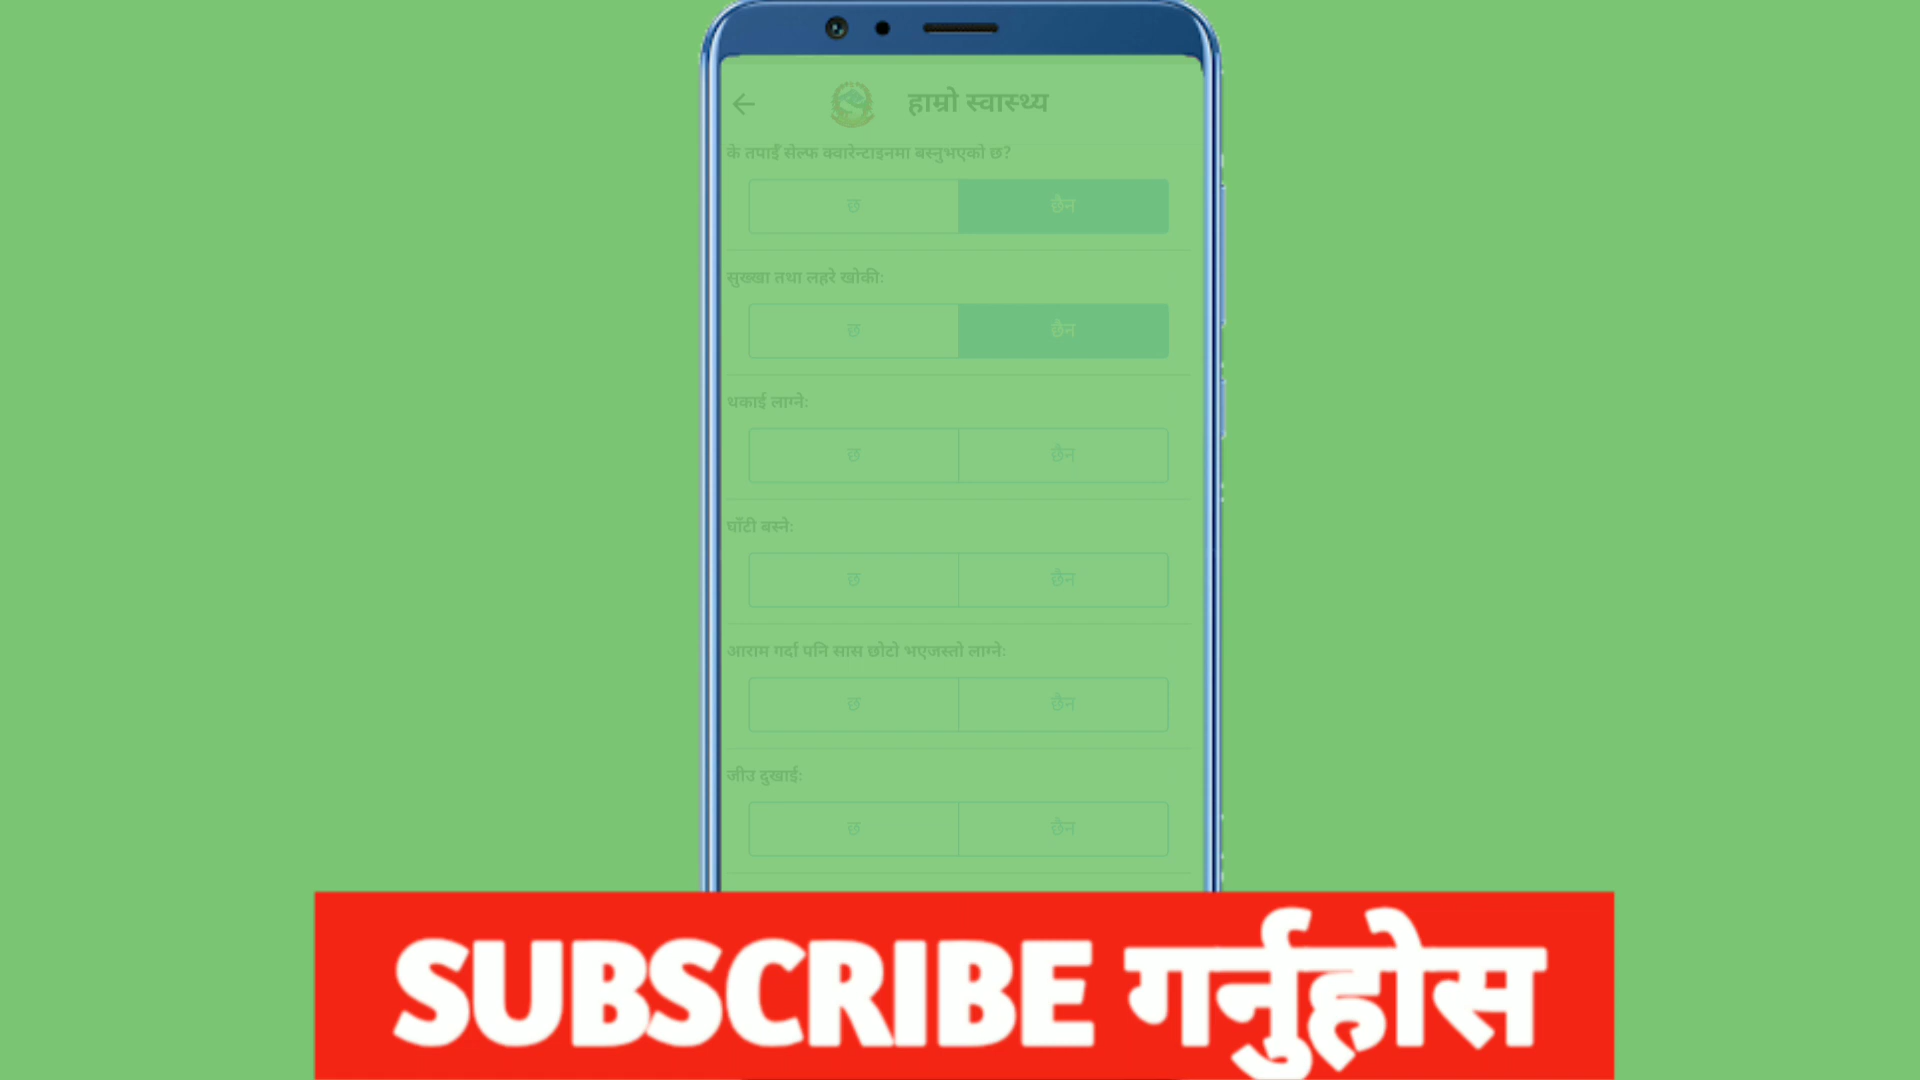 हाम्रो स्वास्थ्य
के तपाईं सेल्फ क्वारेन्टाइनमा बस्नुभएको छ?
छ छैन
सुख्खा तथा लहरे खोकी:
छ छैन
थकाई लाग्ने:
छ छैन
घाँटी बस्ने:
छ छैन
आराम गर्दा पनि सास छोटो भएजस्तो लाग्ने:
छ छैन
जीउ दुखाई:
छ छैन
SUBSCRIBE गर्नुहोस